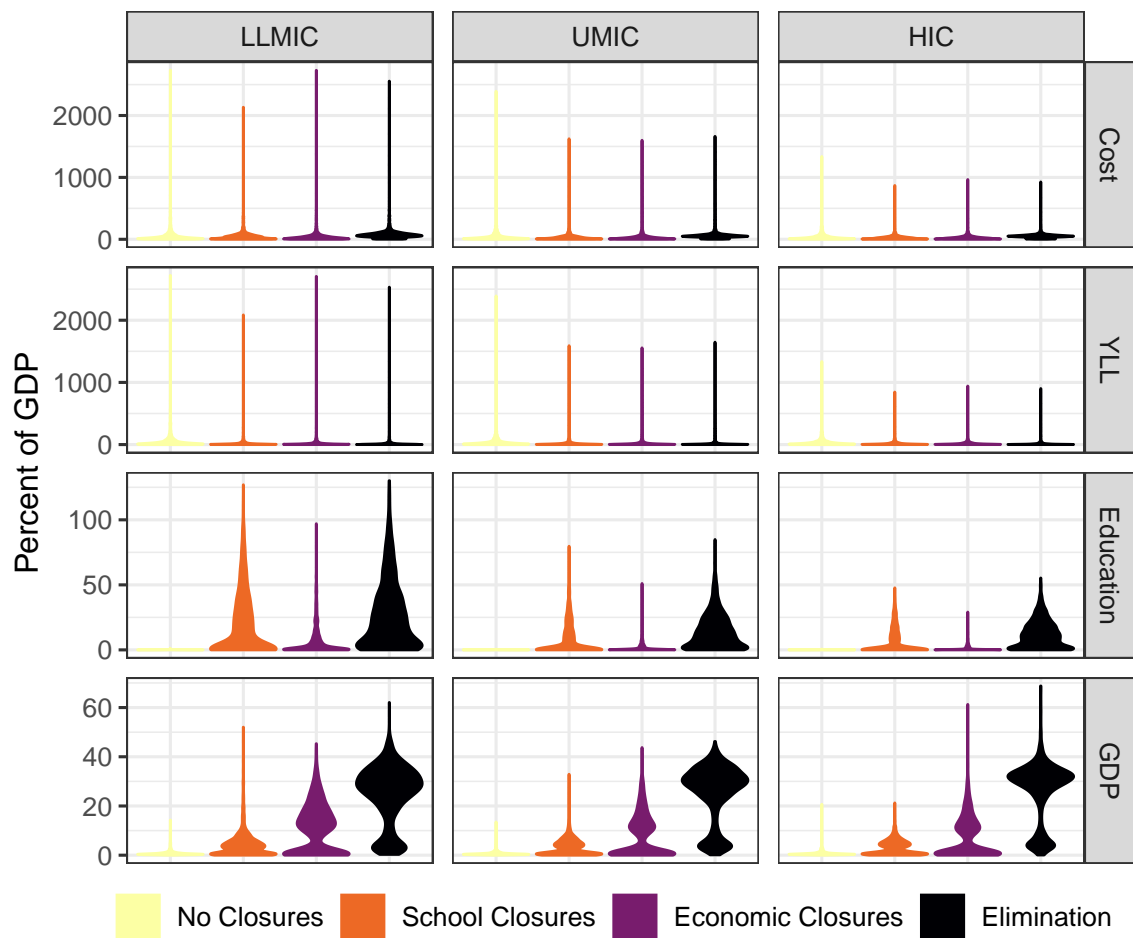 LLMIC UMIC HIC
2000
1000
0
Cost
2000
1000
0
YLL
Percent of GDP
100
50
0
Education
60
40
20
0
GDP
No Closures School Closures Economic Closures Elimination